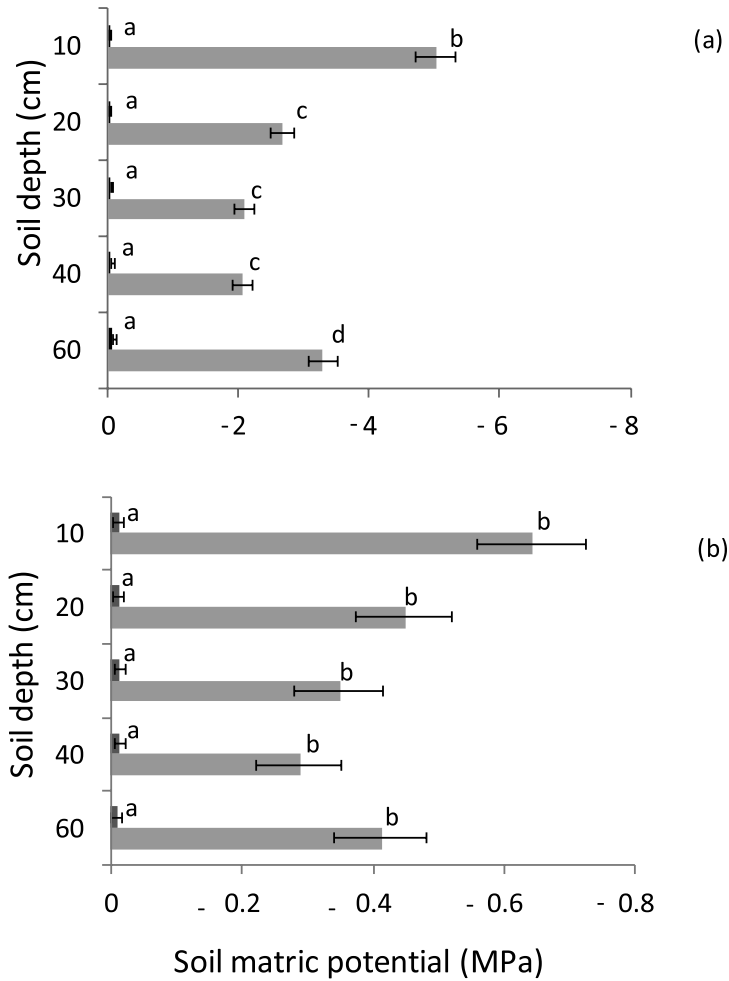 (a)
Soil depth (cm)
10
a
b
20
a
c
30
a
c
40
a
c
60
a
d
0 -2 -4 -6 -8
(b)
Soil depth (cm)
10
a
b
20
a
b
30
a
b
40
a
b
60
a
b
0 - 0.2 - 0.4 - 0.6 - 0.8
Soil matric potential (MPa)